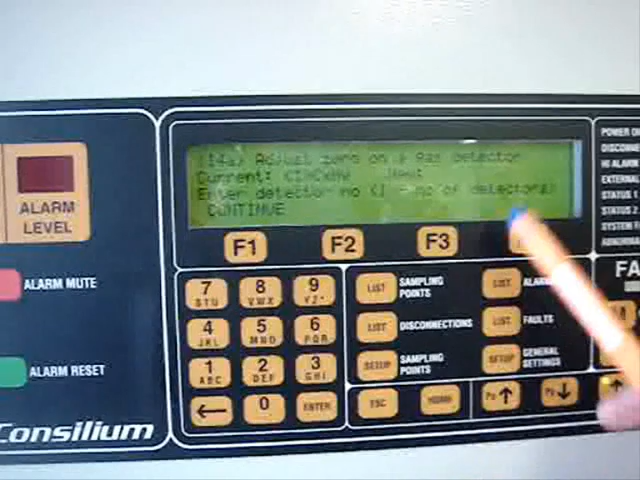 (14a) Adjust zero on a Gas detector
Current:
Enter detector no (1 - no of detectors)
CONTINUE
ALARM
LEVEL
F1 F2 F3
ALARM MUTE
ALARM RESET
Consilium
7 STU 8 VWX 9
4 JKL 5 MNO 6 PQR
1 ABC 2 DEF 3 GHI
← 0 ENTER
LIST SAMPLING
POINTS
LIST DISCONNECTIONS
SETUP SAMPLING
POINTS
LIST
LIST FAULTS
SETUP GENERAL
SETTINGS
ESC HOME
POWER
EXTERNAL
STATUS 1
STATUS 2